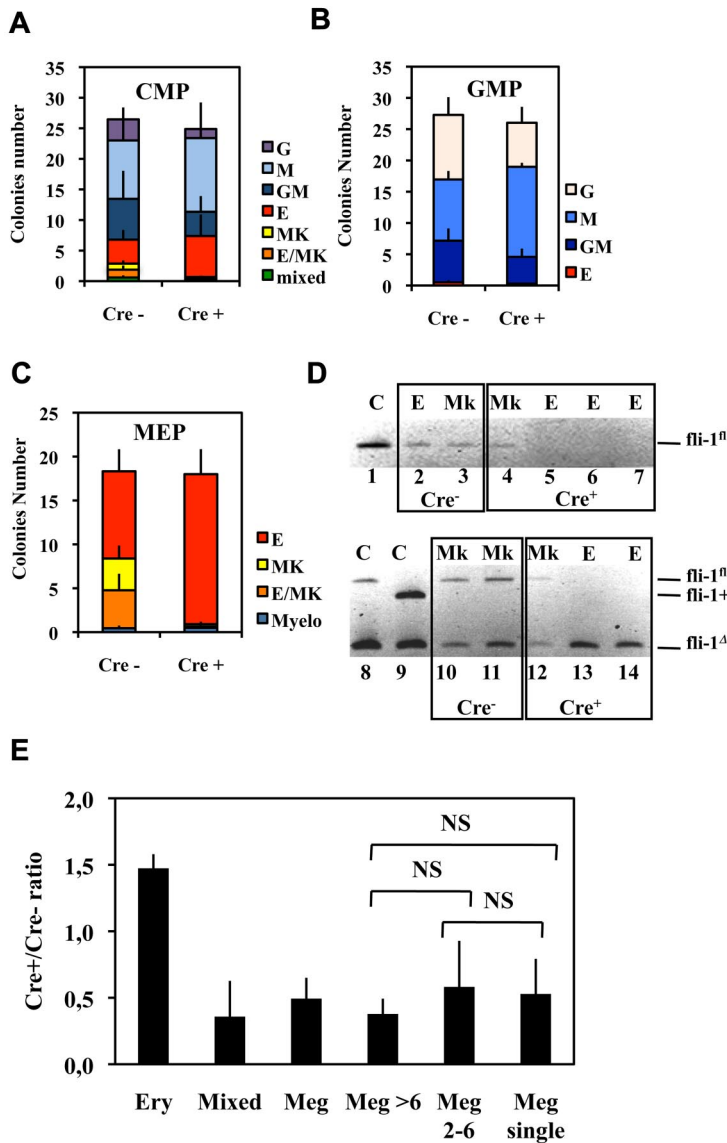 A
Colonies number
35
30
25
20
15
10
5
0
CMP
Cre -
Cre +
G
M
GM
E
MK
E/MK
mixed
B
Colonies Number
35
30
25
20
15
10
5
0
GMP
Cre -
Cre +
G
M
GM
E
C
Colonies Number
25
20
15
10
5
0
MEP
Cre -
Cre +
E
MK
E/MK
Myelo
D
C E Mk Mk E E E
fli-1fl
1 2 3 4 5 6 7
Cre- Cre+
C C Mk Mk Mk E E
fli-1fl
fli-1+
fli-1Δ
8 9 10 11 12 13 14
Cre- Cre+
E
Cre+/Cre- ratio
2,0
1,5
1,0
0,5
0,0
NS
NS
NS
Ery Mixed Meg Meg >6 Meg 2-6 Meg single